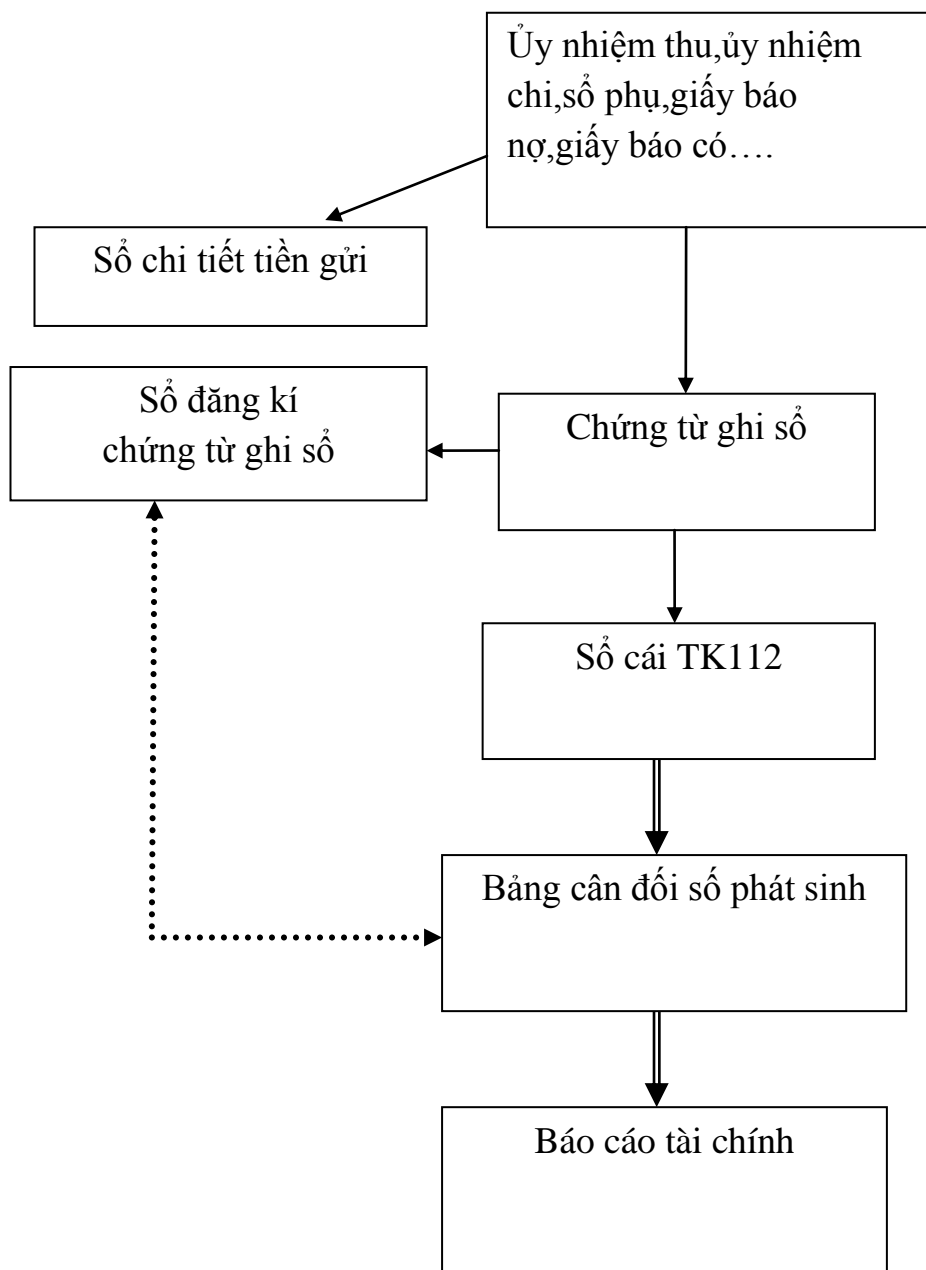 Ủy nhiệm thu,ủy nhiệm
chi,sổ phụ,giấy báo
nợ,giấy báo có….
Sổ chi tiết tiền gửi
Sổ đăng kí
chứng từ ghi sổ
Chứng từ ghi sổ
Sổ cái TK112
Bảng cân đối số phát sinh
Báo cáo tài chính